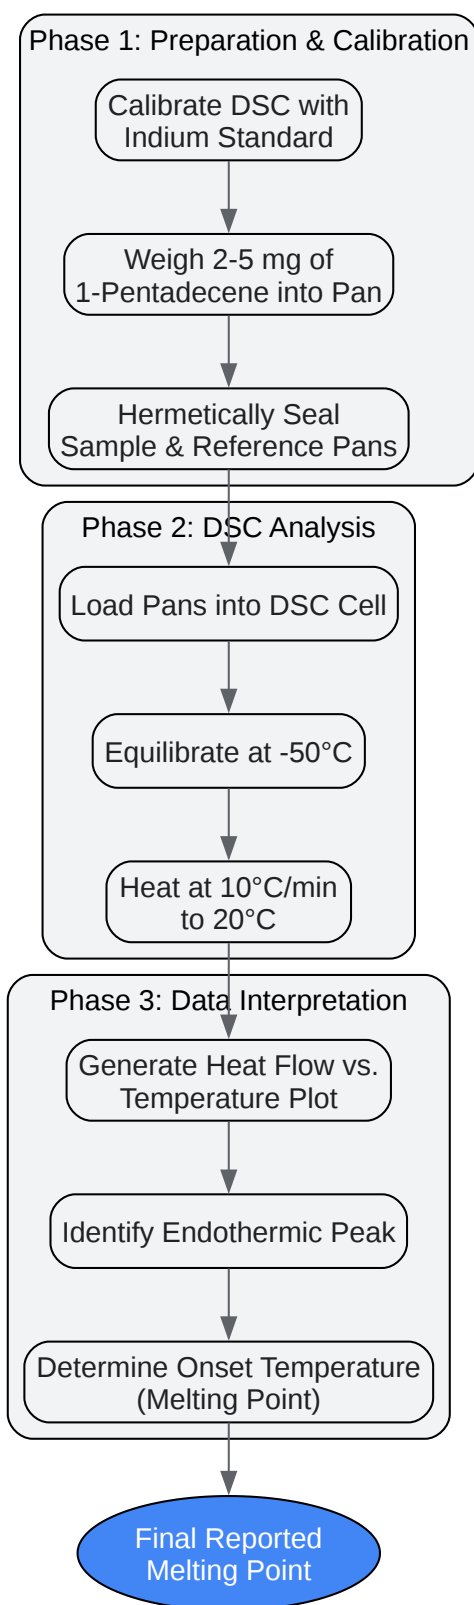 Phase 1: Preparation & Calibration
Calibrate DSC with
Indium Standard
Weigh 2-5 mg of
1-Pentadecene into Pan
Hermetically Seal
Sample & Reference Pans
Phase 2: DSC Analysis
Load Pans into DSC Cell
Equilibrate at -50°C
Heat at 10°C/min
to 20°C
Phase 3: Data Interpretation
Generate Heat Flow vs.
Temperature Plot
Identify Endothermic Peak
Determine Onset Temperature
(Melting Point)
Final Reported
Melting Point